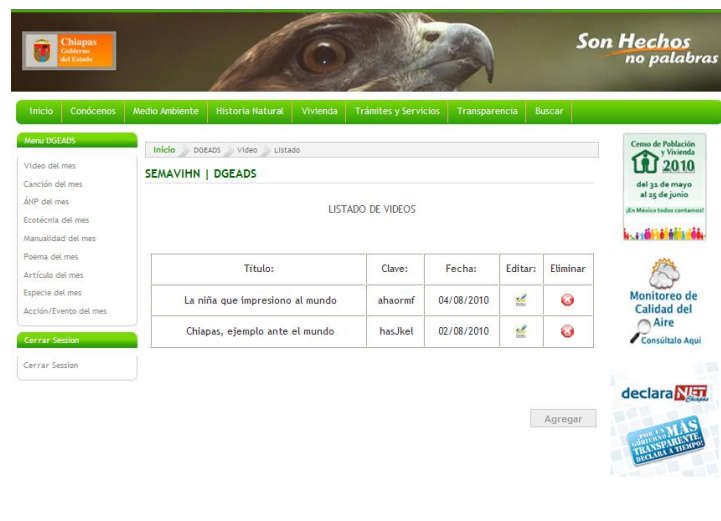 Chiapas
Gobierno
del Estado
Son Hechos
no palabras
Inicio Conócenos Medio Ambiente Historia Natural Vivienda Trámites y Servicios Transparencia Buscar
Menu DGEADS
Video del mes
Canción del mes
ÁNP del mes
Ecotécnia del mes
Manualidad del mes
Poema del mes
Artículo del mes
Especie del mes
Acción/Evento del mes
Cerrar Session
Cerrar Session
Inicio DGEADS Video Listado
SEMAVIHN | DGEADS
LISTADO DE VIDEOS
Título: Clave: Fecha: Editar: Eliminar
La niña que impresiono al mundo ahaormf 04/08/2010
Chiapas, ejemplo ante el mundo hasJkel 02/08/2010
Agregar
Censo de Población
y Vivienda
2010
del 31 de mayo
al 25 de junio
¡En México todos contamos!
Monitoreo de
Calidad del
Aire
Consúltalo Aqui
declaraNET
Chiapas
POR UN GOBIERNO MÁS
TRANSPARENTE,
DECLARA A TIEMPO!